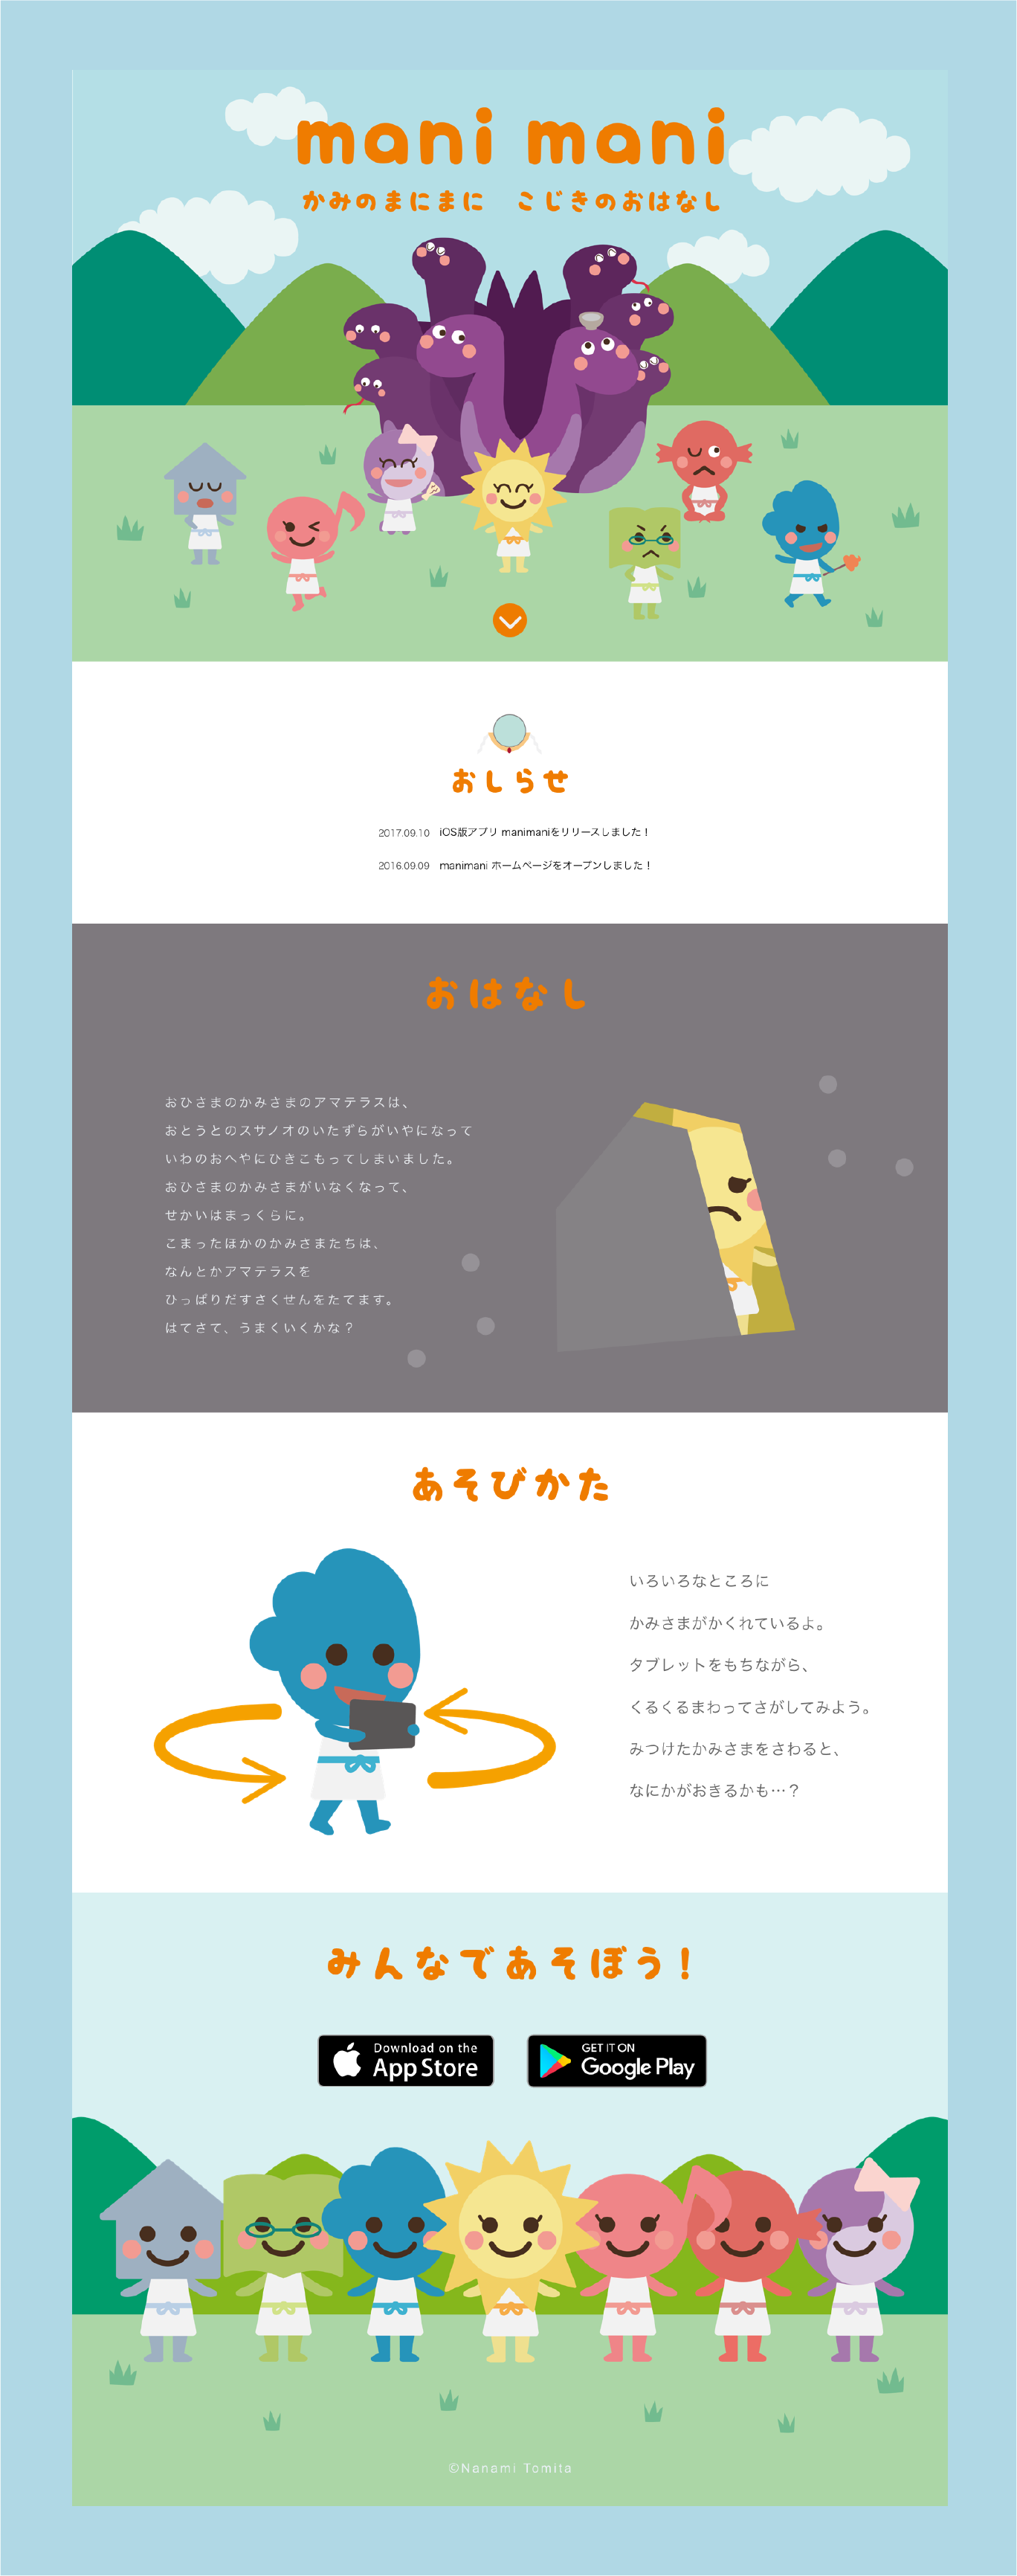 mani mani
かみのまにまに　こじきのおはなし
おしらせ
2017.09.10 iOS版アプリ manimaniをリリースしました！
2016.09.09 manimani ホームページをオープンしました！
おはなし
おひさまのかみさまのアマテラスは、
おとうとのスサノオのいたずらがいやになって
いわのおへやにひきこもってしまいました。
おひさまのかみさまがいなくなって、
せかいはまっくらに。
こまったほかのかみさまたちは、
なんとかアマテラスを
ひっぱりだすさくせんをたてます。
はてさて、うまくいくかな？
あそびかた
いろいろなところに
かみさまがかくれているよ。
タブレットをもちながら、
くるくるまわってさがしてみよう。
みつけたかみさまをさわると、
なにかがおきるかも…？
みんなであそぼう！
Download on the
App Store
GET IT ON
Google Play
©Nanami Tomita